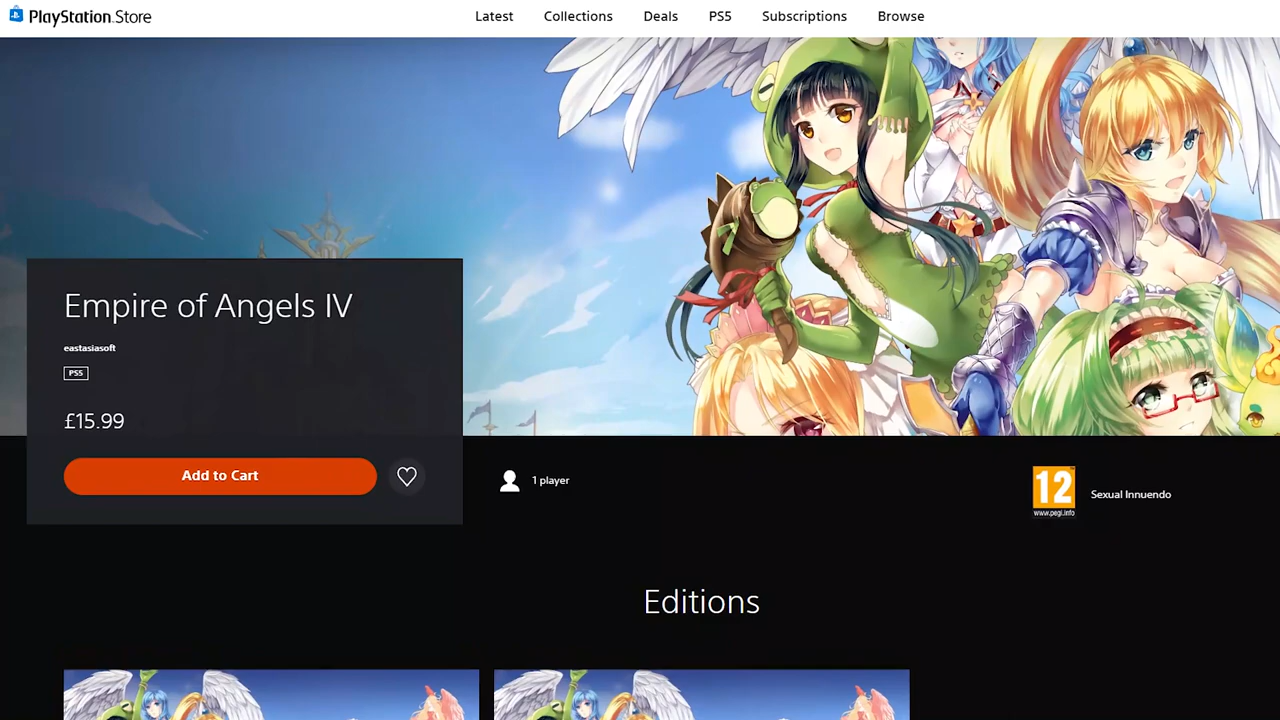 PlayStation.Store
Latest
Collections
Deals
PS5
Subscriptions
Browse
Empire of Angels IV
eastasiasoft
PS5
£15.99
Add to Cart
1 player
12
www.pegi.info
Sexual Innuendo
Editions